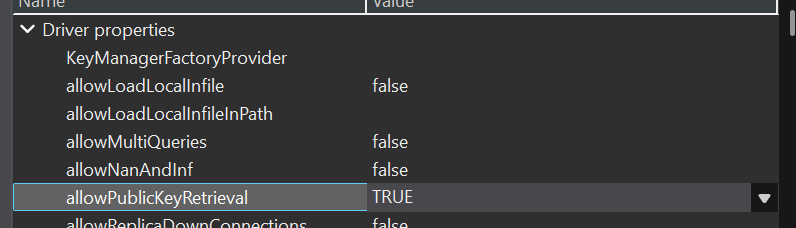 Name Value
Driver properties
KeyManagerFactoryProvider
allowLoadLocalInfile false
allowLoadLocalInfileInPath
allowMultiQueries false
allowNanAndInf false
allowPublicKeyRetrieval TRUE
allowReplicaDownConnections false